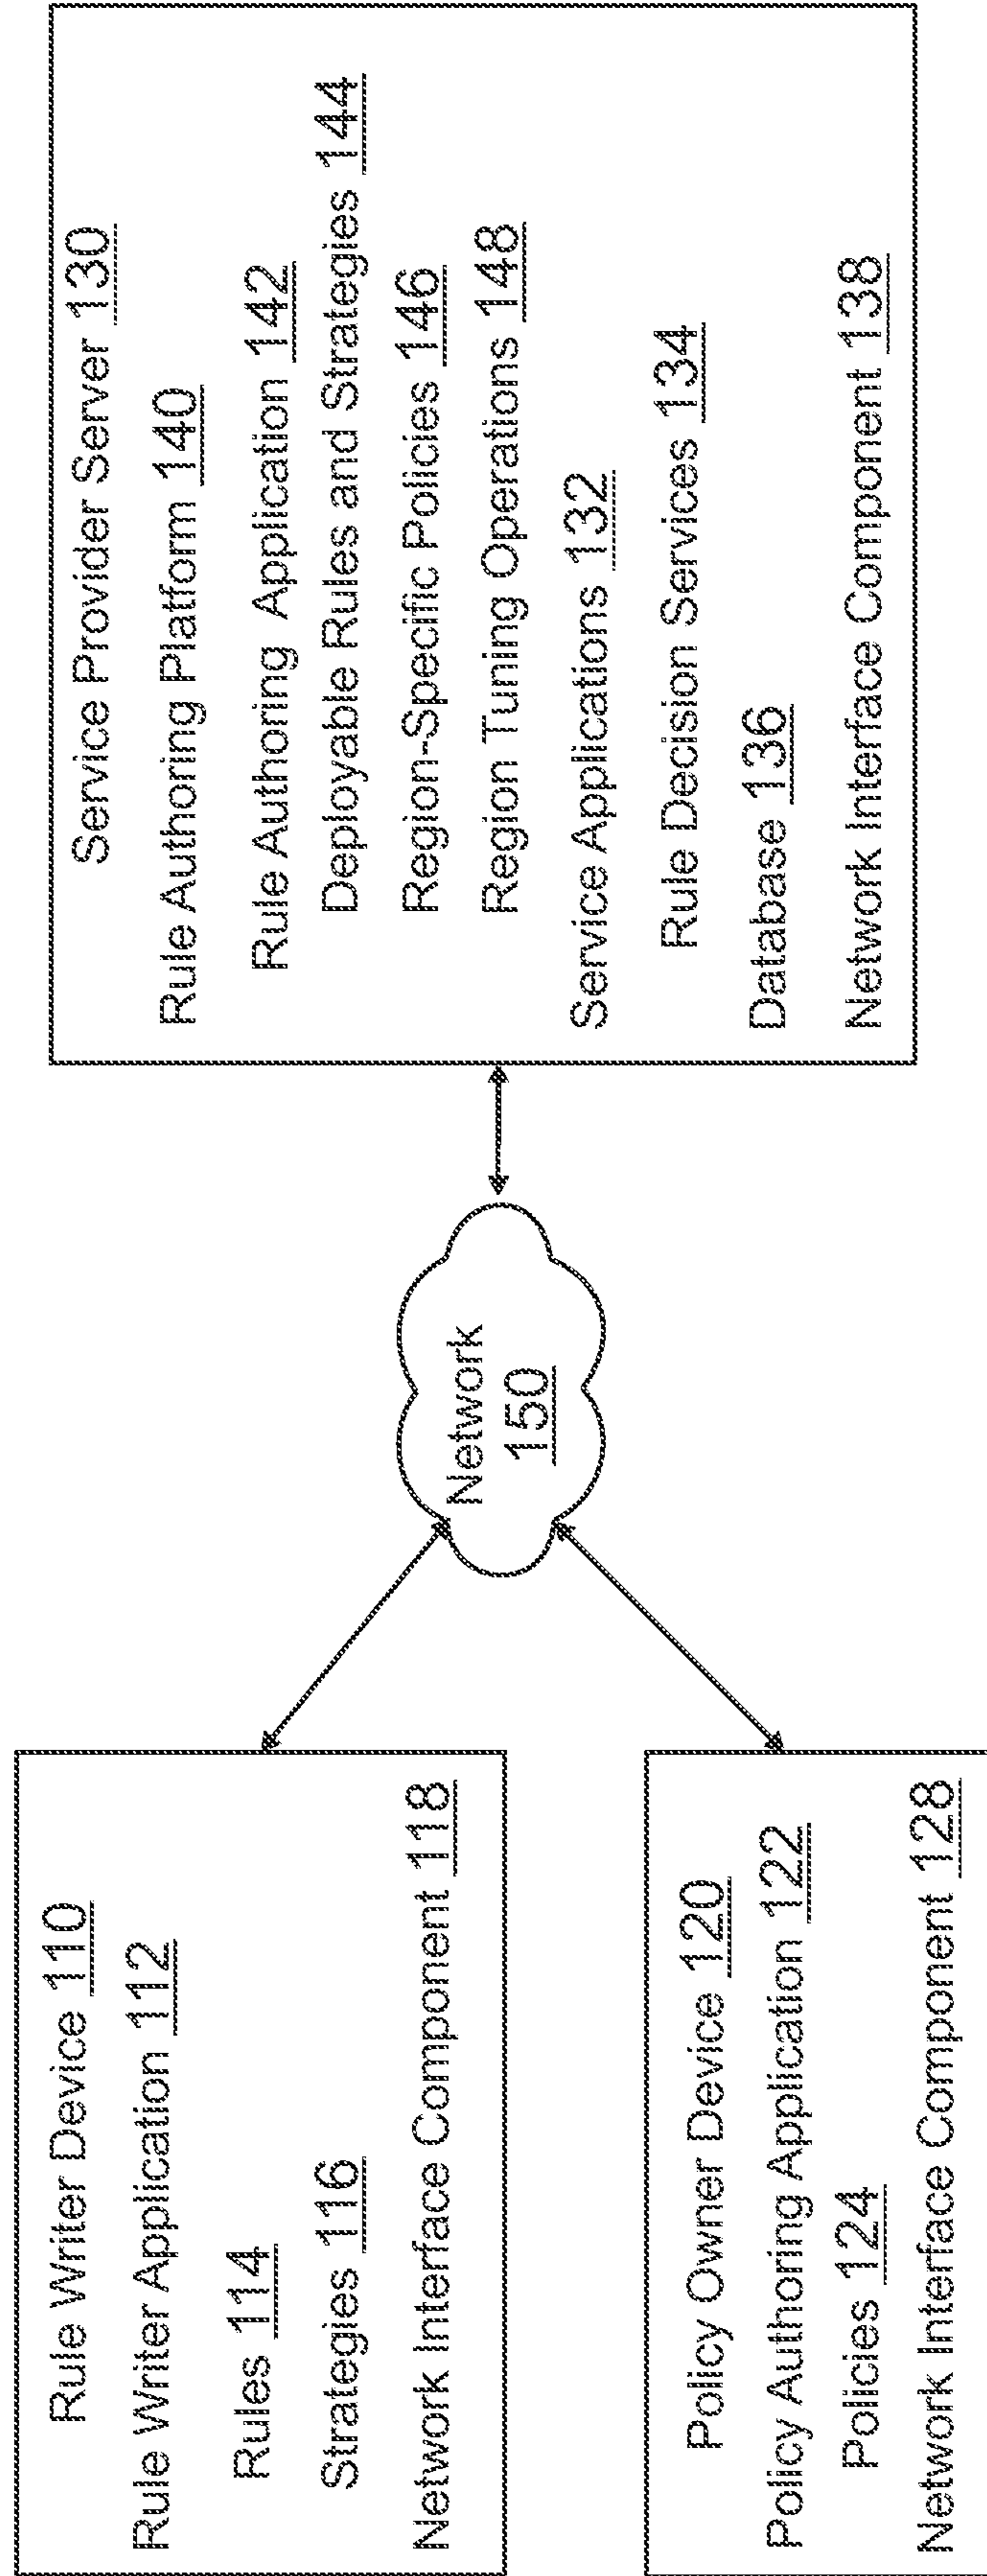 Rule Writer Device 110
Rule Writer Application 112
Rules 114
Strategies 116
Network Interface Component 118
Policy Owner Device 120
Policy Authoring Application 122
Policies 124
Network Interface Component 128
Network
150
Service Provider Server 130
Rule Authoring Platform 140
Rule Authoring Application 142
Deployable Rules and Strategies 144
Region-Specific Policies 146
Region Tuning Operations 148
Service Applications 132
Rule Decision Services 134
Database 136
Network Interface Component 138